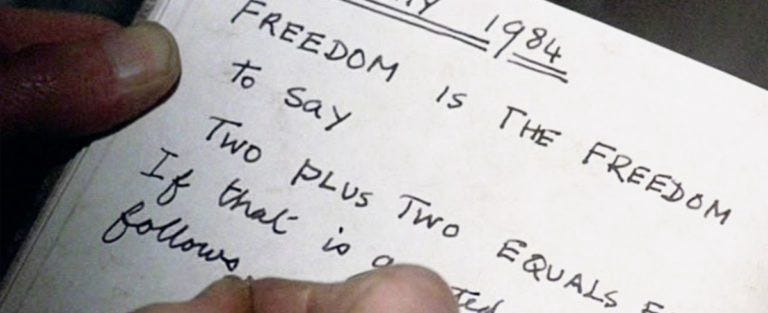 1984
FREEDOM IS THE FREEDOM
to say
TWO PLUS TWO EQUALS
If that is
follows